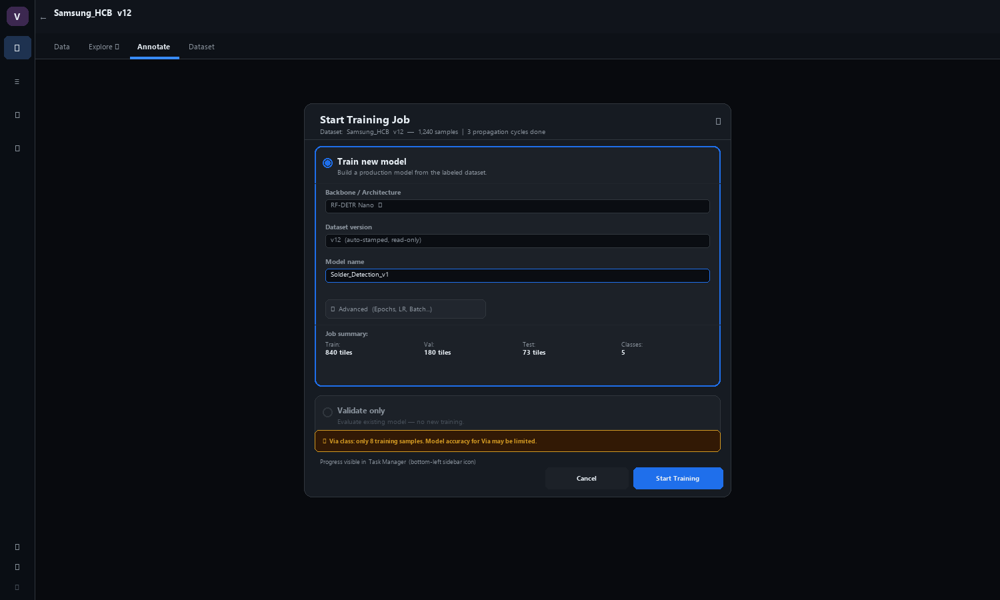 V
← Samsung_HCB v12
Data
Explore
Annotate
Dataset
Start Training Job
Dataset: Samsung_HCB v12 — 1,240 samples | 3 propagation cycles done
Train new model
Build a production model from the labeled dataset.
Backbone / Architecture
RF-DETR Nano
Dataset version
v12 (auto-stamped, read-only)
Model name
Solder_Detection_v1
Advanced (Epochs, LR, Batch...)
Job summary:
Train: Val: Test: Classes:
840 tiles 180 tiles 73 tiles 5
Validate only
Evaluate existing model — no new training.
Via class: only 8 training samples. Model accuracy for Via may be limited.
Progress visible in Task Manager (bottom-left sidebar icon)
Cancel
Start Training